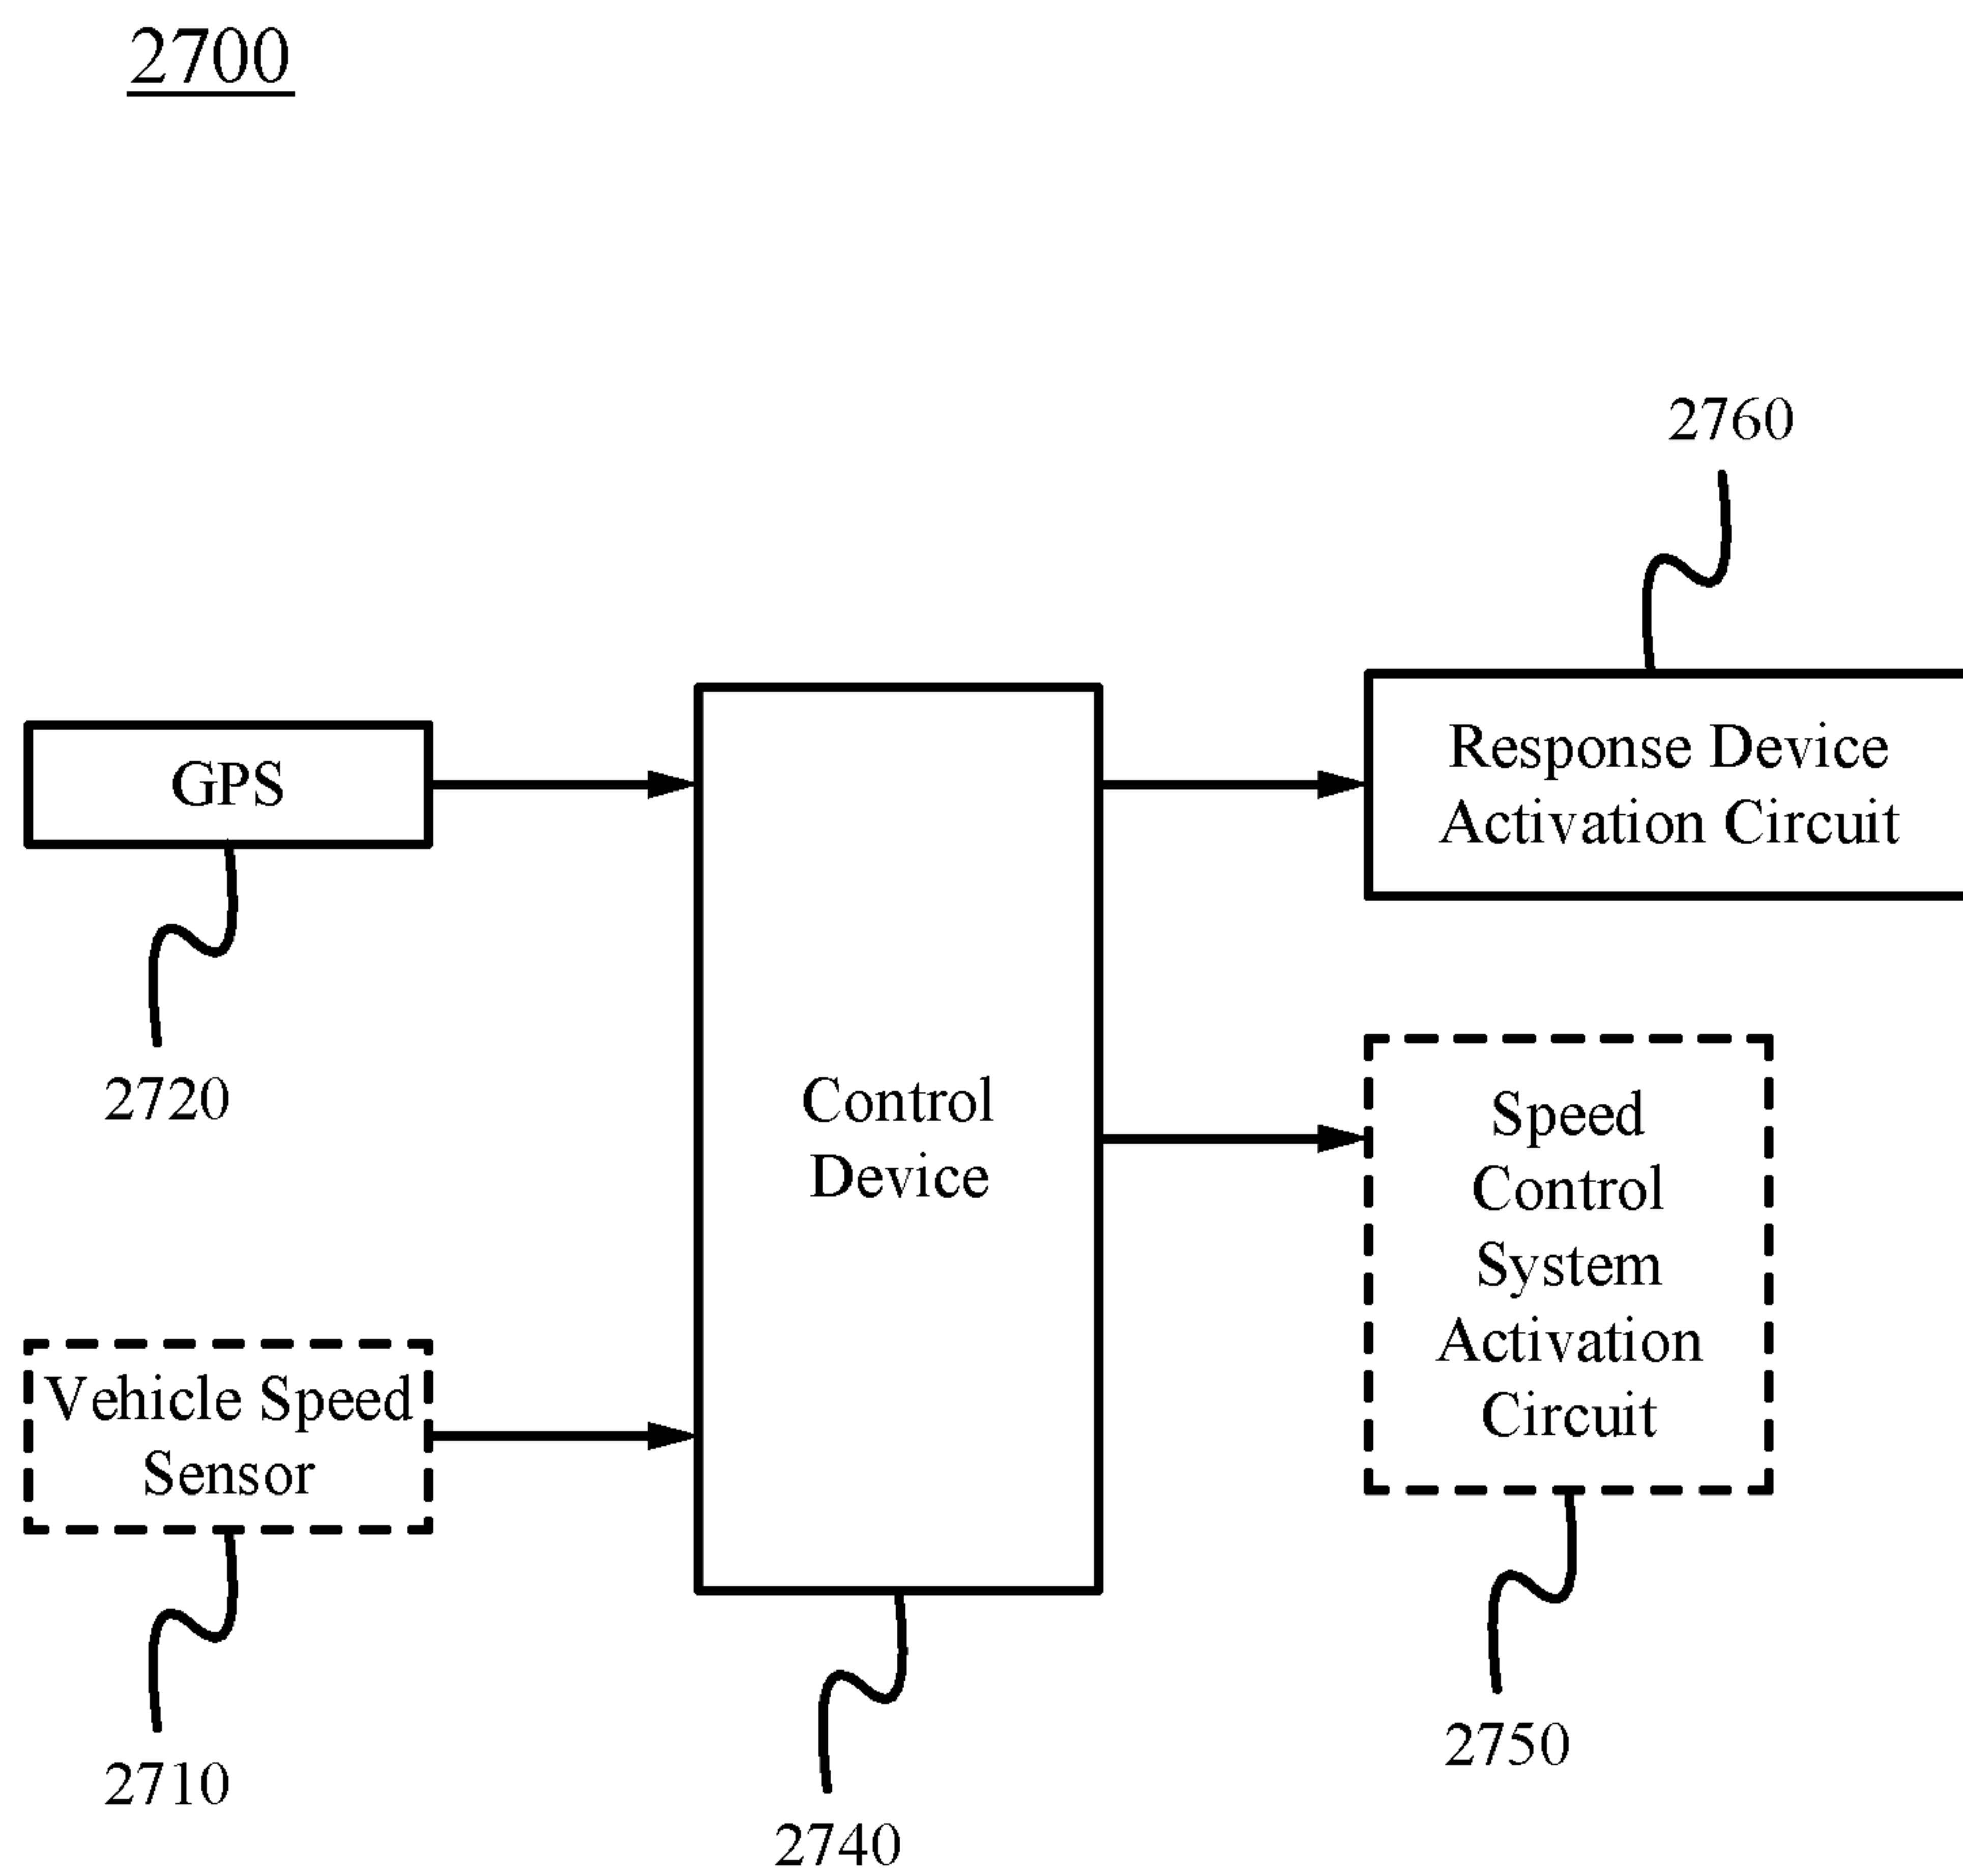 2700
2760
GPS
Response Device
Activation Circuit
2720
Control
Device
Speed
Control
System
Activation
Circuit
Vehicle Speed
Sensor
2710
2740
2750